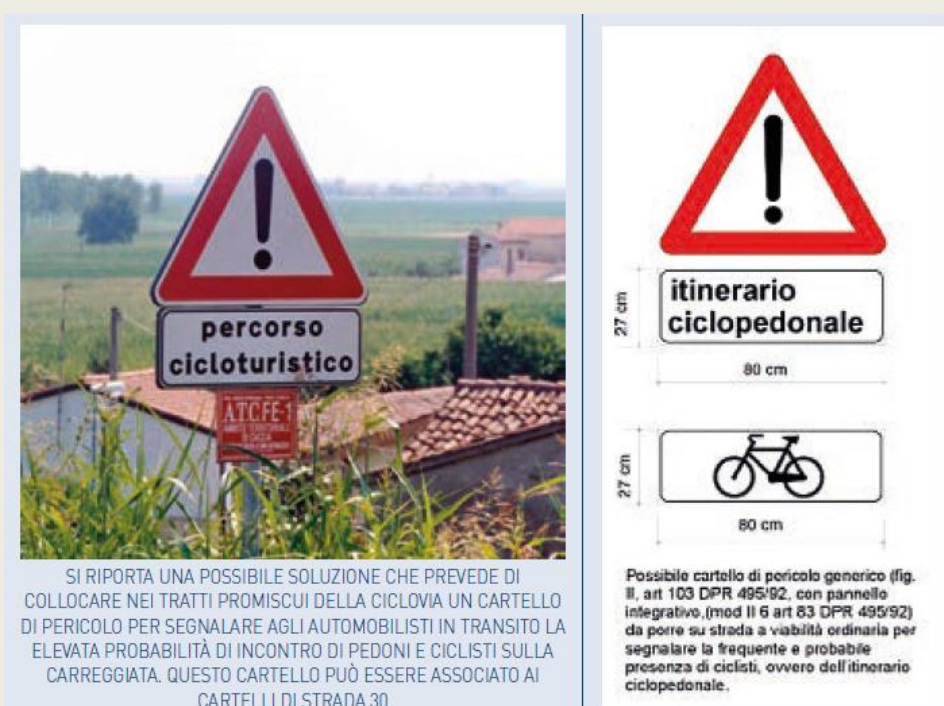 percorso
cicloturistico
ATCFE-1
AMBITO TERRITORIALE
DI CACCIA
SI RIPORTA UNA POSSIBILE SOLUZIONE CHE PREVEDE DI
COLLOCARE NEI TRATTI PROMISCUI DELLA CICLOVIA UN CARTELLO
DI PERICOLO PER SEGNALARE AGLI AUTOMOBILISTI IN TRANSITO LA
ELEVATA PROBABILITÀ DI INCONTRO DI PEDONI E CICLISTI SULLA
CARREGGIATA. QUESTO CARTELLO PUÒ ESSERE ASSOCIATO AI
CARTELLI DI STRADA 30
itinerario
ciclopedonale
27 cm
80 cm
27 cm
80 cm
Possibile cartello di pericolo generico (fig.
II, art 103 DPR 495/92, con pannello
integrativo,(mod II 6 art 83 DPR 495/92)
da porre su strada a viabilità ordinaria per
segnalare la frequente e probabile
presenza di ciclisti, ovvero dell'itinerario
ciclopedonale.